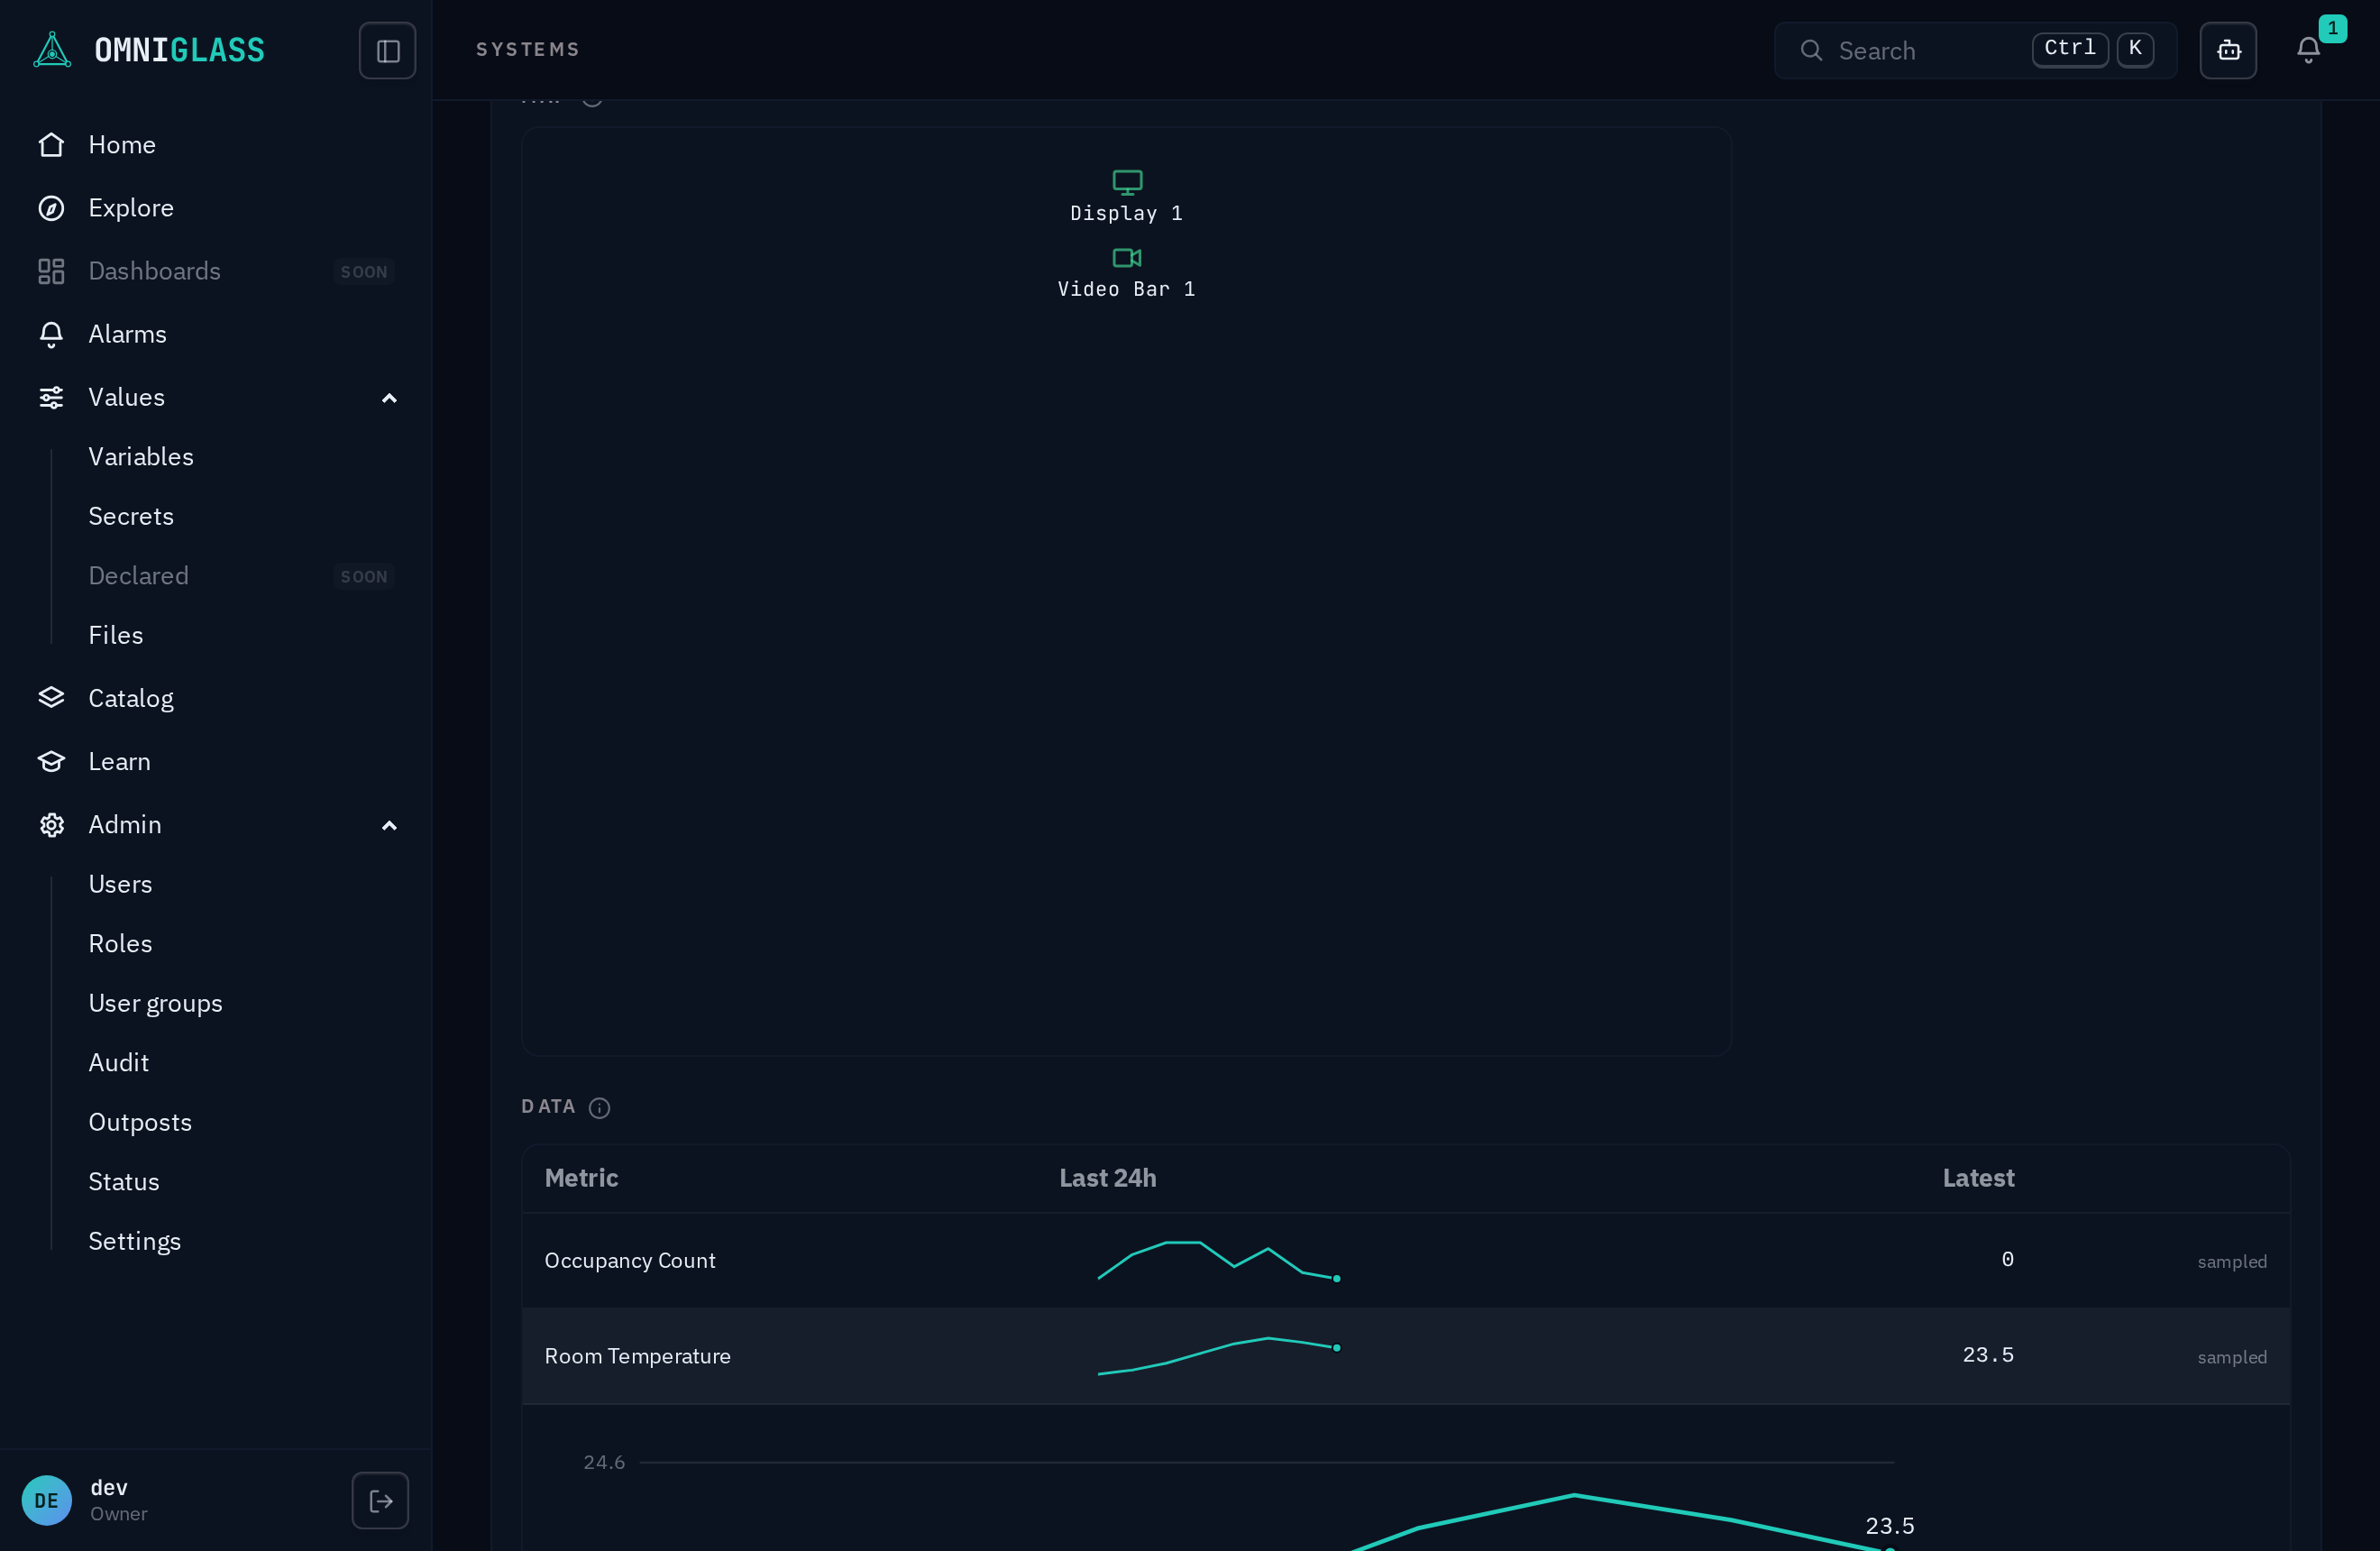 OMNIGLASS
SYSTEMS
Search
Ctrl
K
1
Home
Explore
Dashboards
SOON
Alarms
Values
Variables
Secrets
Declared
SOON
Files
Catalog
Learn
Admin
Users
Roles
User groups
Audit
Outposts
Status
Settings
DE
dev
Owner
Display 1
Video Bar 1
DATA
Metric
Last 24h
Latest
Occupancy Count
0
sampled
Room Temperature
23.5
sampled
24.6
23.5